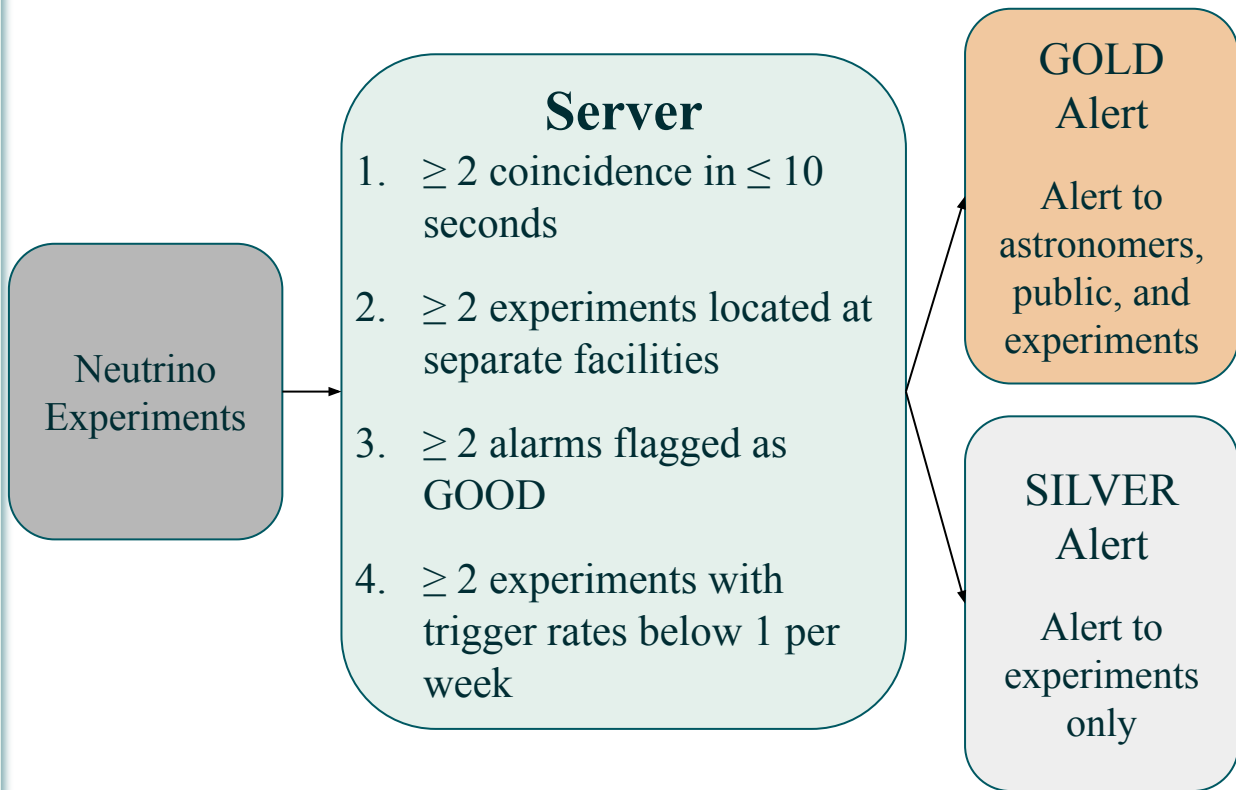 Neutrino
Experiments
Server
1. ≥ 2 coincidence in ≤ 10
seconds
2. ≥ 2 experiments located at
separate facilities
3. ≥ 2 alarms flagged as
GOOD
4. ≥ 2 experiments with
trigger rates below 1 per
week
GOLD
Alert
Alert to
astronomers,
public, and
experiments
SILVER
Alert
Alert to
experiments
only